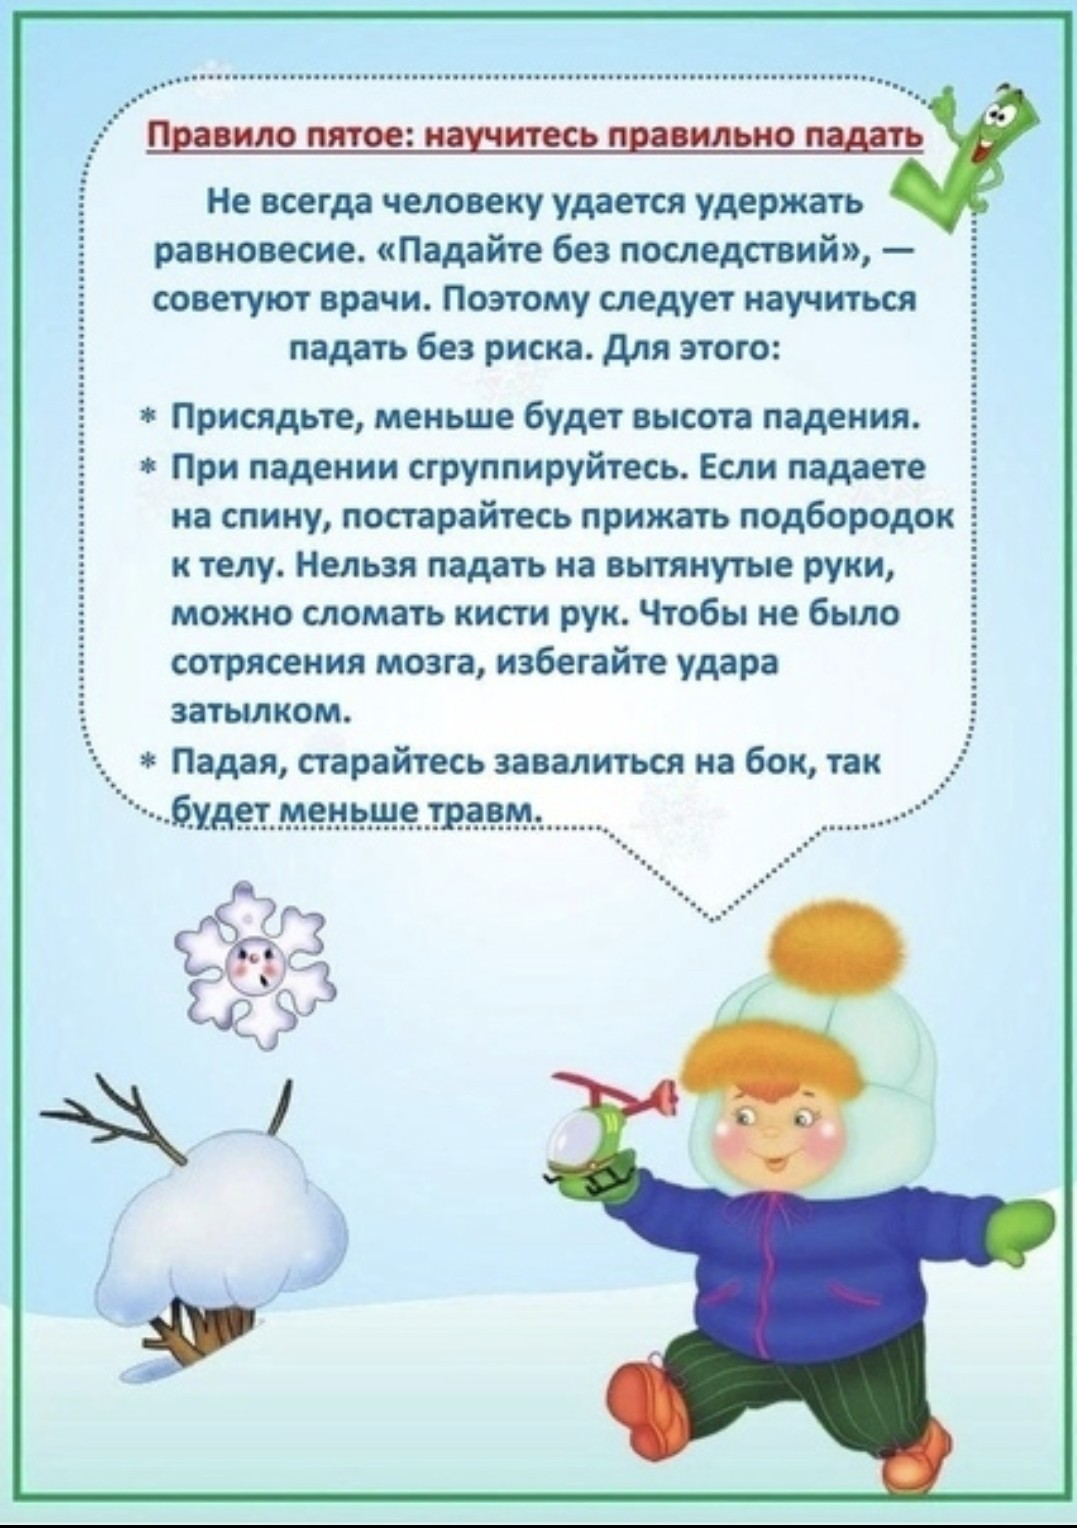 Правило пятое: научитесь правильно падать
Не всегда человеку удается удержать
равновесие. «Падайте без последствий», —
советуют врачи. Поэтому следует научиться
падать без риска. Для этого:
* Присядьте, меньше будет высота падения.
* При падении сгруппируйтесь. Если падаете
на спину, постарайтесь прижать подбородок
к телу. Нельзя падать на вытянутые руки,
можно сломать кисти рук. Чтобы не было
сотрясения мозга, избегайте удара
затылком.
* Падая, старайтесь завалиться на бок, так
будет меньше травм.